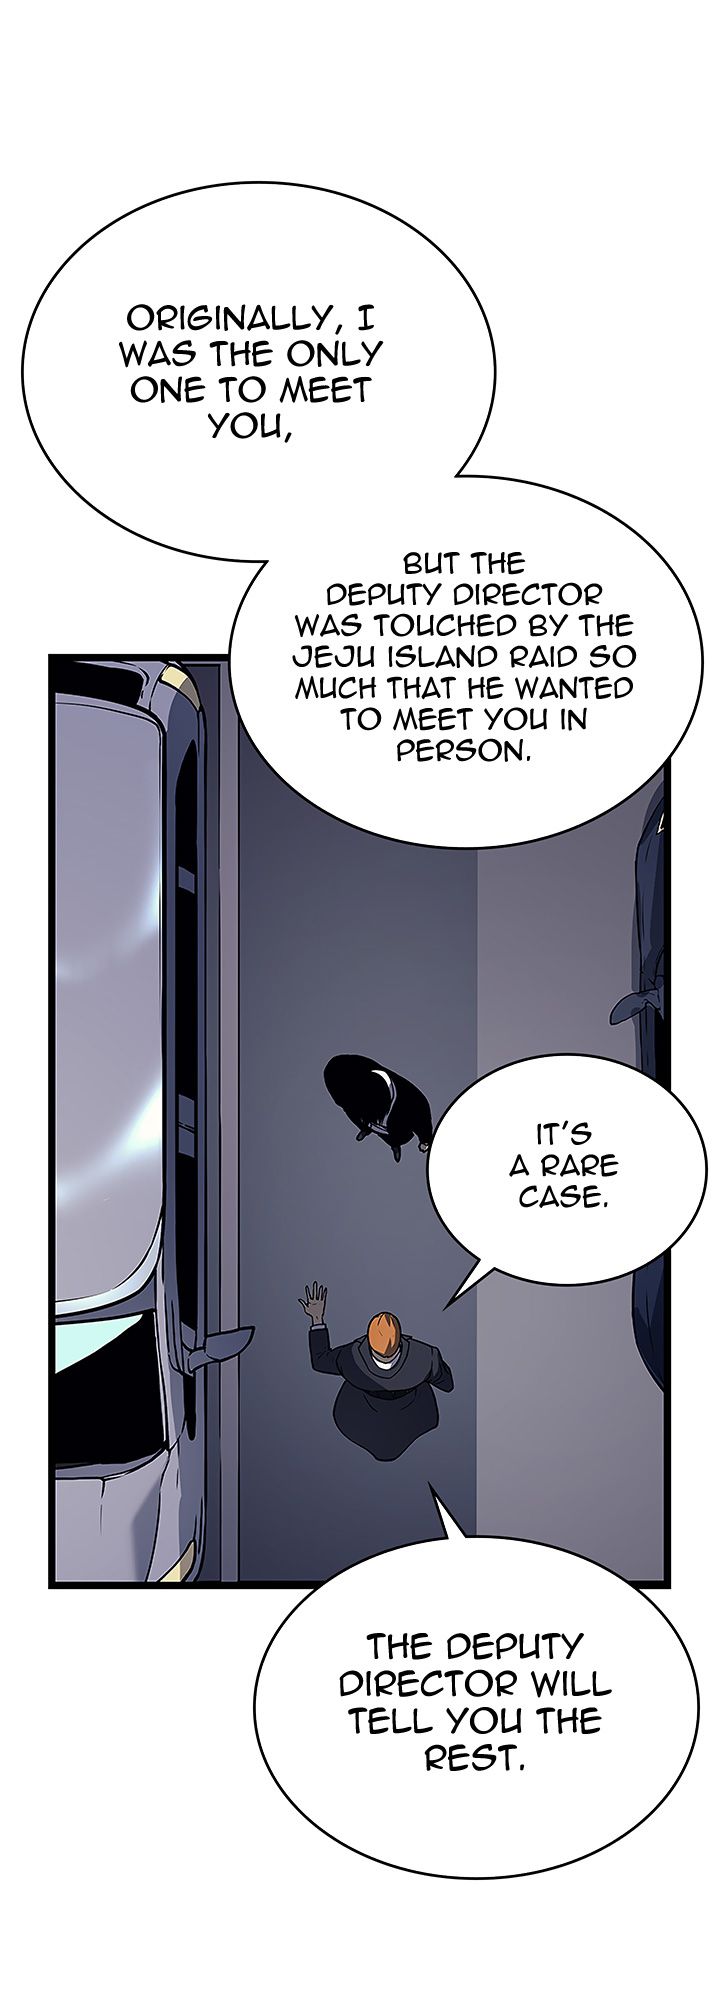 ORIGINALLY, I
WAS THE ONLY
ONE TO MEET
YOU,
BUT THE
DEPUTY DIRECTOR
WAS TOUCHED BY THE
JEJU ISLAND RAID SO
MUCH THAT HE WANTED
TO MEET YOU IN
PERSON.
IT'S
A RARE
CASE.
THE DEPUTY
DIRECTOR WILL
TELL YOU THE
REST.